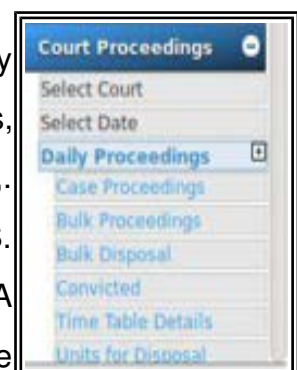 Court Proceedings
y
Select Court
s,
Select Date
Daily Proceedings
Case Proceedings
Bulk Proceedings
Bulk Disposal
Convicted
A
Time Table Details
e
Units for Disposal